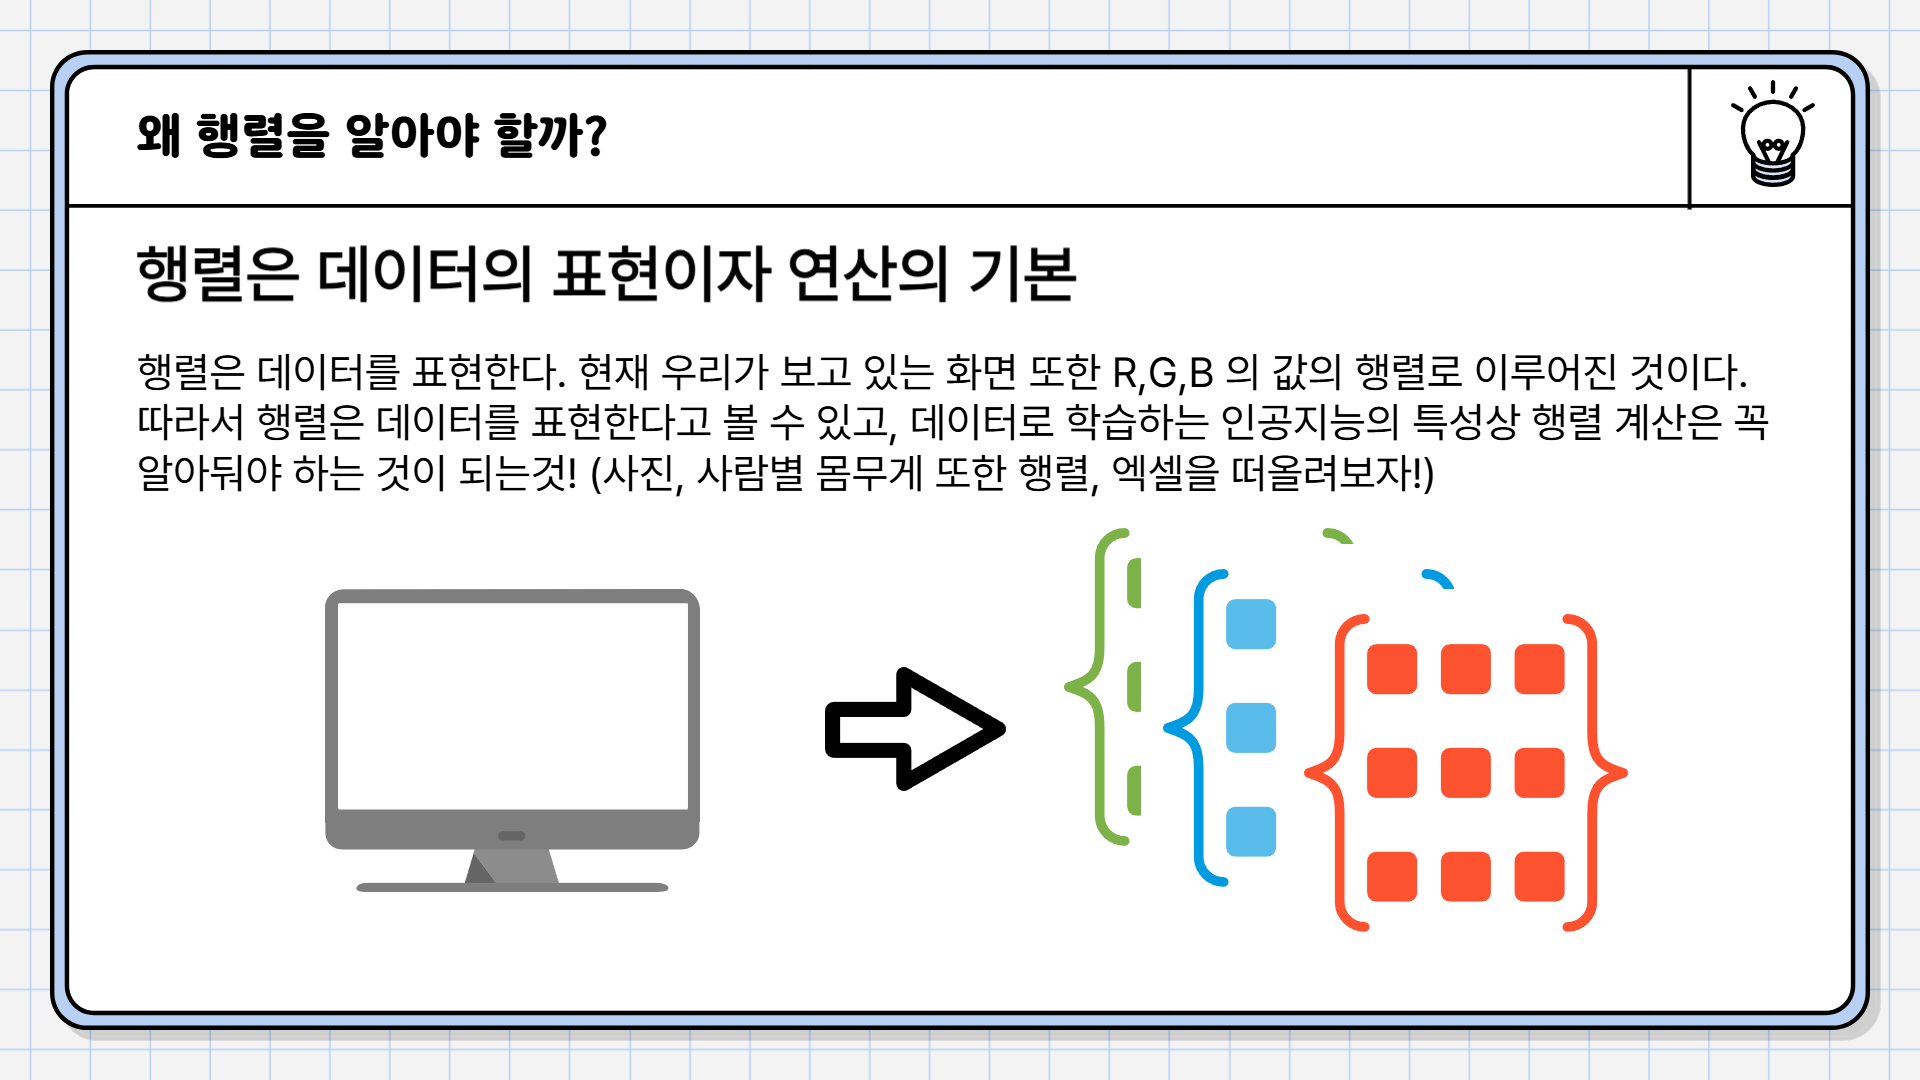 왜 행렬을 알아야 할까?
행렬은 데이터의 표현이자 연산의 기본
행렬은 데이터를 표현한다. 현재 우리가 보고 있는 화면 또한 R,G,B 의 값의 행렬로 이루어진 것이다.
따라서 행렬은 데이터를 표현한다고 볼 수 있고, 데이터로 학습하는 인공지능의 특성상 행렬 계산은 꼭
알아둬야 하는 것이 되는것! (사진, 사람별 몸무게 또한 행렬, 엑셀을 떠올려보자!)